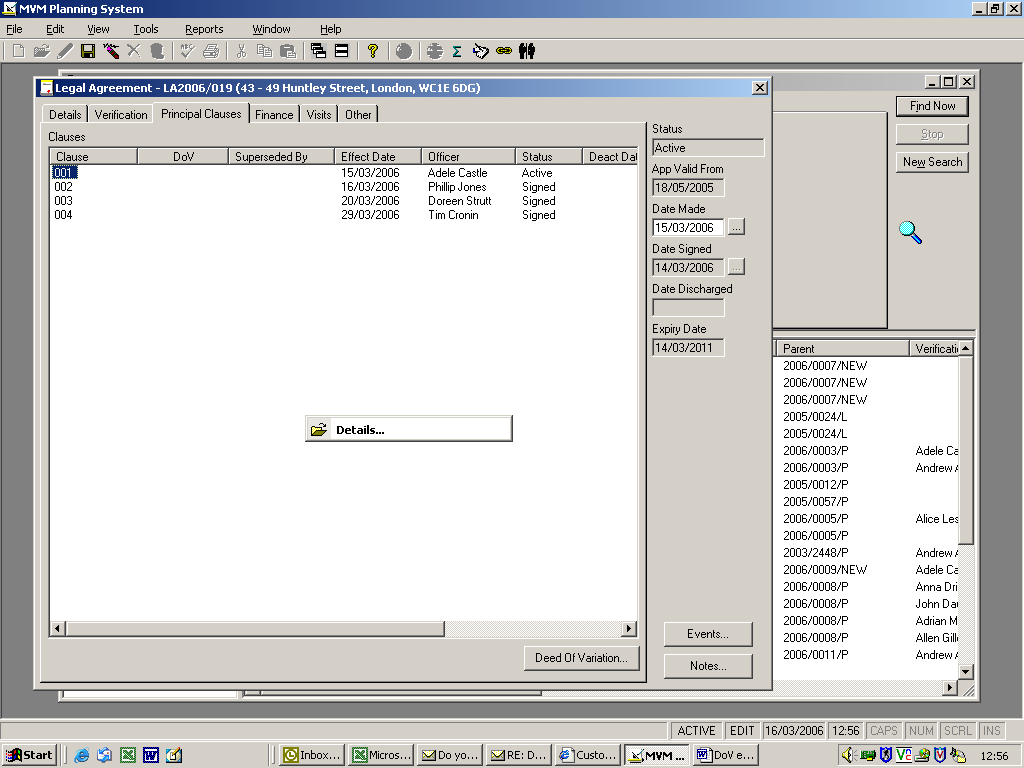 MVM Planning System
File Edit View Tools Reports Window Help
Legal Agreement - LA2006/019 (43 - 49 Huntley Street, London, WC1E 6DG)
Details Verification Principal Clauses Finance Visits Other
Clauses
Clause DoV Superseded By Effect Date Officer Status Deact Dat
001 15/03/2006 Adele Castle Active
002 16/03/2006 Phillip Jones Signed
003 20/03/2006 Doreen Strutt Signed
004 29/03/2006 Tim Cronin Signed
Details...
Deed Of Variation...
Status
Active
App Valid From
18/05/2005
Date Made
15/03/2006 ...
Date Signed
14/03/2006 ...
Date Discharged
Expiry Date
14/03/2011
Events...
Notes...
Find Now
Stop
New Search
Parent Verificati
2006/0007/NEW
2006/0007/NEW
2006/0007/NEW
2005/0024/L
2005/0024/L
2006/0003/P Adele Ca
2006/0003/P Andrew A
2005/0012/P
2005/0057/P
2006/0005/P Alice Les
2006/0005/P
2003/2448/P Andrew A
2006/0009/NEW Adele Ca
2006/0008/P Anna Dri
2006/0008/P John Dau
2006/0008/P Adrian M
2006/0008/P Allen Gill
2006/0011/P Andrew A
ACTIVE EDIT 16/03/2006 12:56 CAPS NUM SCRL INS
Start Inbox... Micros... Do yo... RE: D... Custo... MVM ... DoV e... 12:56